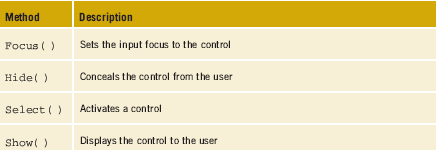 Method Description
Focus( ) Sets the input focus to the control
Hide( ) Conceals the control from the user
Select( ) Activates a control
Show( ) Displays the control to the user